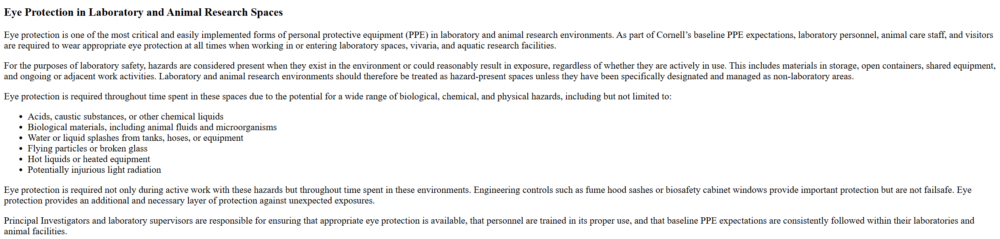 Eye Protection in Laboratory and Animal Research Spaces
Eye protection is one of the most critical and easily implemented forms of personal protective equipment (PPE) in laboratory and animal research environments. As part of Cornell’s baseline PPE expectations, laboratory personnel, animal care staff, and visitors
are required to wear appropriate eye protection at all times when working in or entering laboratory spaces, vivaria, and aquatic research facilities.
For the purposes of laboratory safety, hazards are considered present when they exist in the environment or could reasonably result in exposure, regardless of whether they are actively in use. This includes materials in storage, open containers, shared equipment,
and ongoing or adjacent work activities. Laboratory and animal research environments should therefore be treated as hazard-present spaces unless they have been specifically designated and managed as non-laboratory areas.
Eye protection is required throughout time spent in these spaces due to the potential for a wide range of biological, chemical, and physical hazards, including but not limited to:
• Acids, caustic substances, or other chemical liquids
• Biological materials, including animal fluids and microorganisms
• Water or liquid splashes from tanks, hoses, or equipment
• Flying particles or broken glass
• Hot liquids or heated equipment
• Potentially injurious light radiation
Eye protection is required not only during active work with these hazards but throughout time spent in these environments. Engineering controls such as fume hood sashes or biosafety cabinet windows provide important protection but are not failsafe. Eye
protection provides an additional and necessary layer of protection against unexpected exposures.
Principal Investigators and laboratory supervisors are responsible for ensuring that appropriate eye protection is available, that personnel are trained in its proper use, and that baseline PPE expectations are consistently followed within their laboratories and
animal facilities.